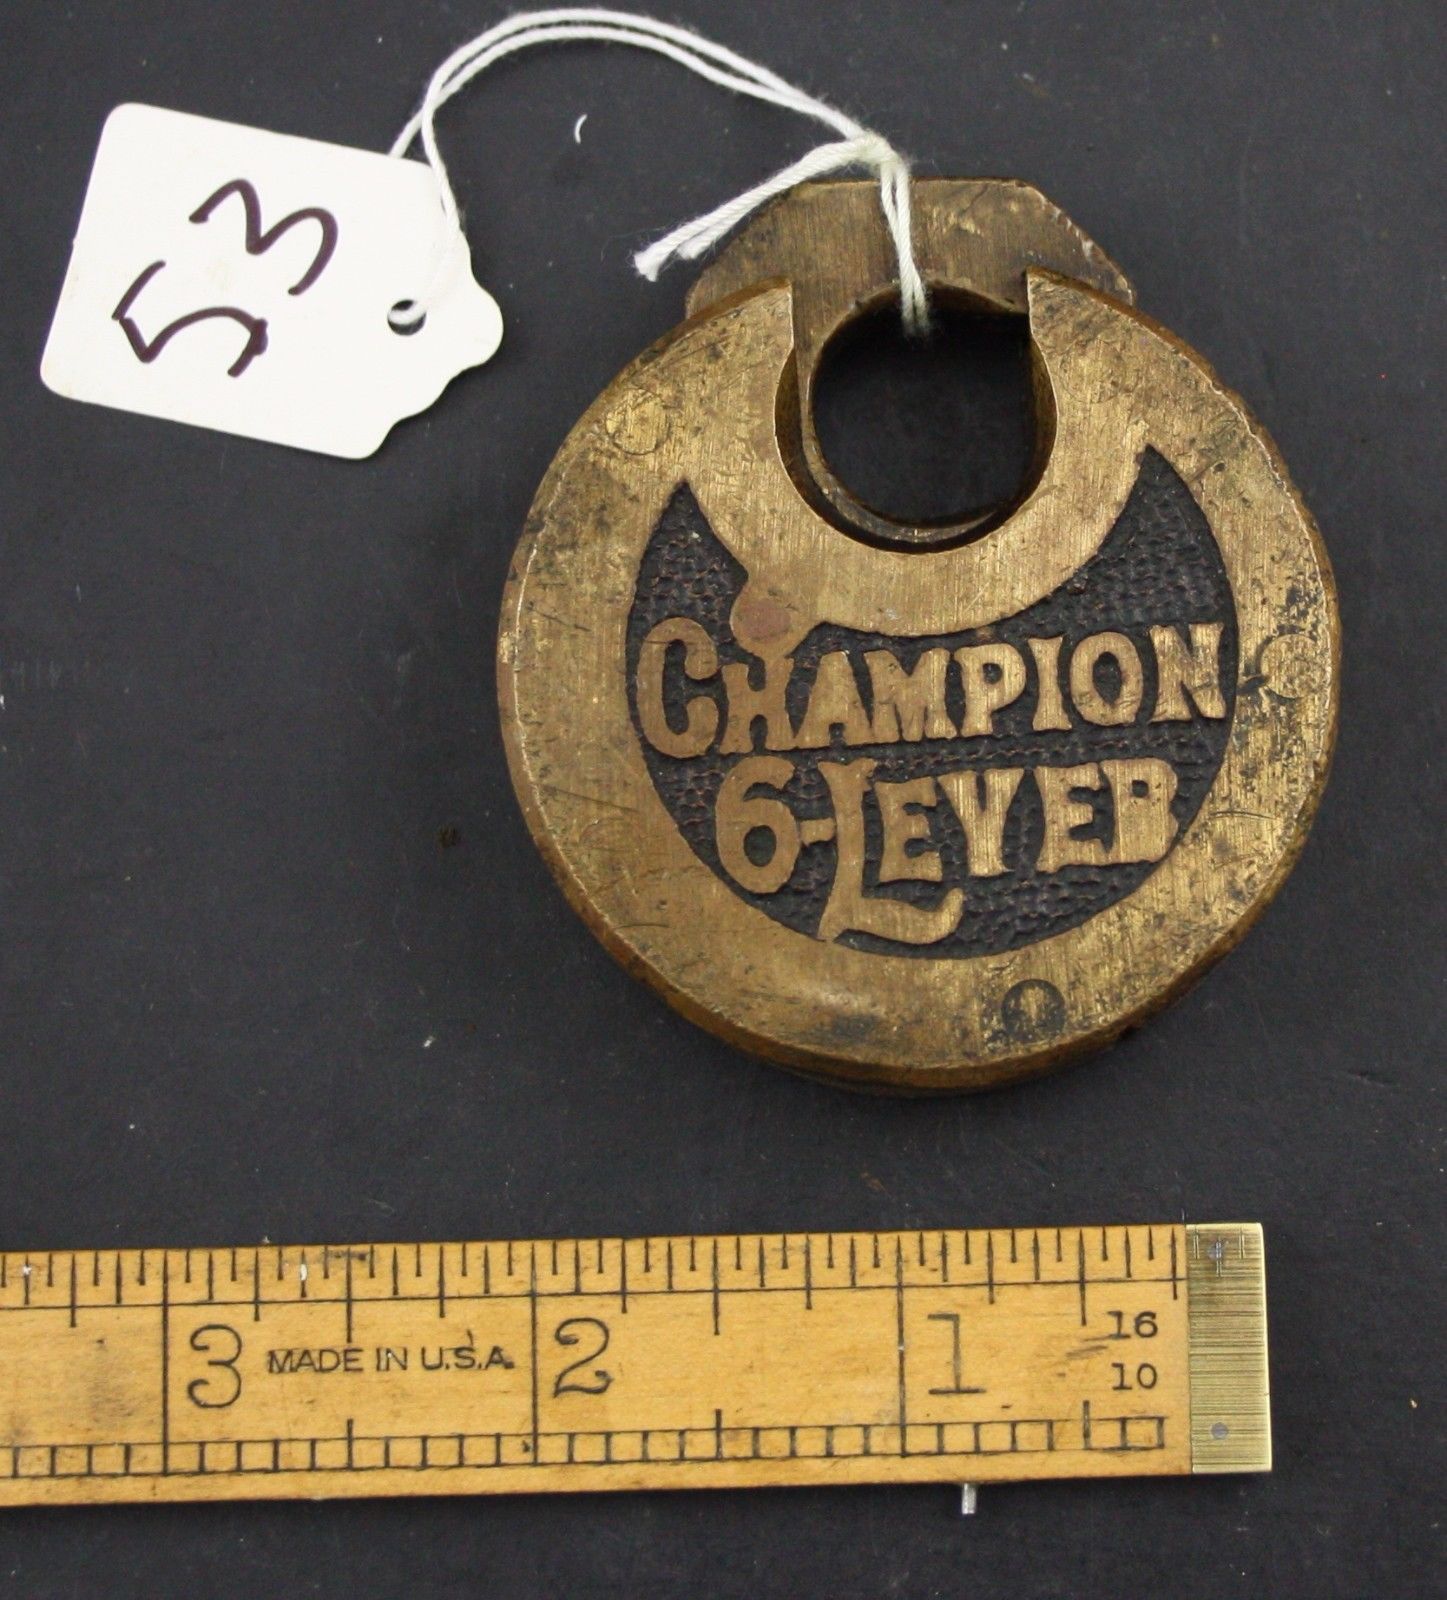 53
CHAMPION
6-LEVER
3 MADE IN U.S.A. 2 1 16
10